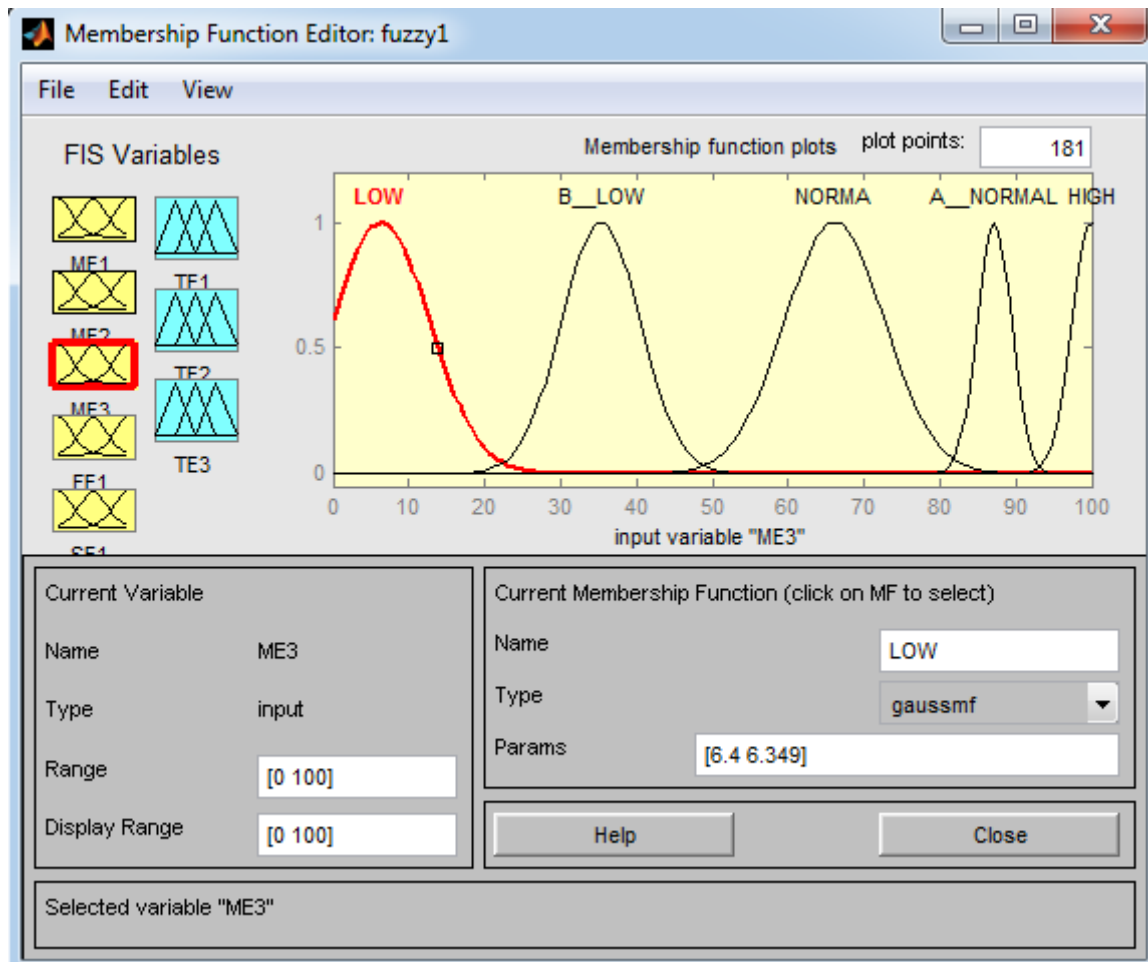 Membership Function Editor: fuzzy1
File Edit View
FIS Variables
Membership function plots plot points: 181
ME1
ME2
ME3
FF1
SF1
TF1
TF2
TE3
LOW B__LOW NORMA A__NORMAL HIGH
1
0.5
0
0 10 20 30 40 50 60 70 80 90 100
input variable "ME3"
Current Variable
Name ME3
Type input
Range [0 100]
Display Range [0 100]
Current Membership Function (click on MF to select)
Name LOW
Type gaussmf
Params [6.4 6.349]
Help Close
Selected variable "ME3"